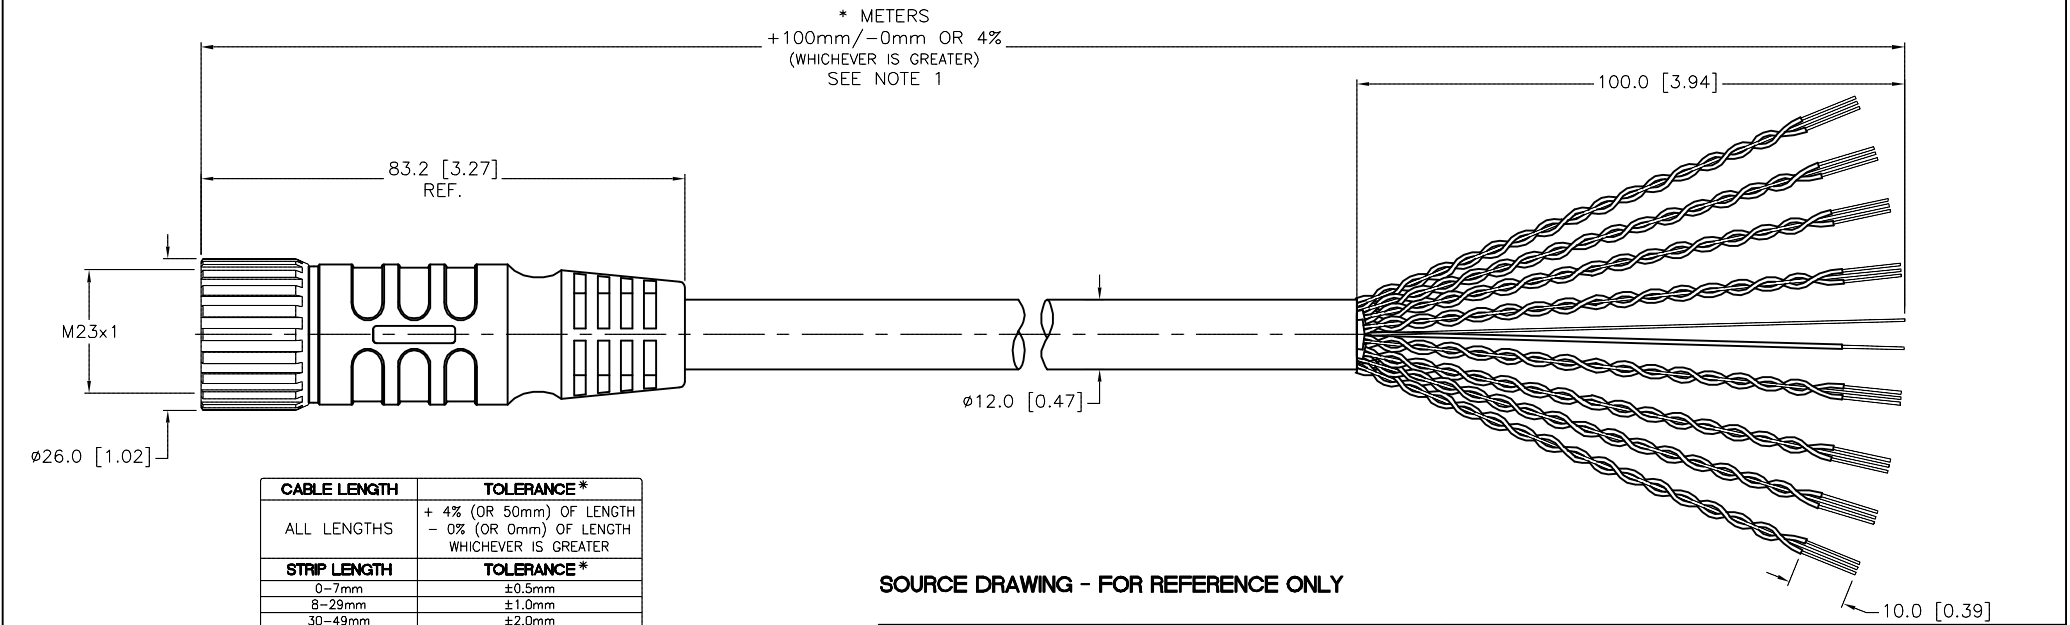 * METERS
+100mm/-0mm OR 4%
(WHICHEVER IS GREATER)
SEE NOTE 1
100.0 [3.94]
83.2 [3.27]
REF.
M23x1
ø12.0 [0.47]
ø26.0 [1.02]
CABLE LENGTH TOLERANCE*
ALL LENGTHS + 4% (OR 50mm) OF LENGTH
- 0% (OR 0mm) OF LENGTH
WHICHEVER IS GREATER
STRIP LENGTH TOLERANCE*
0-7mm ±0.5mm
8-29mm ±1.0mm
30-49mm ±2.0mm
SOURCE DRAWING - FOR REFERENCE ONLY
10.0 [0.39]